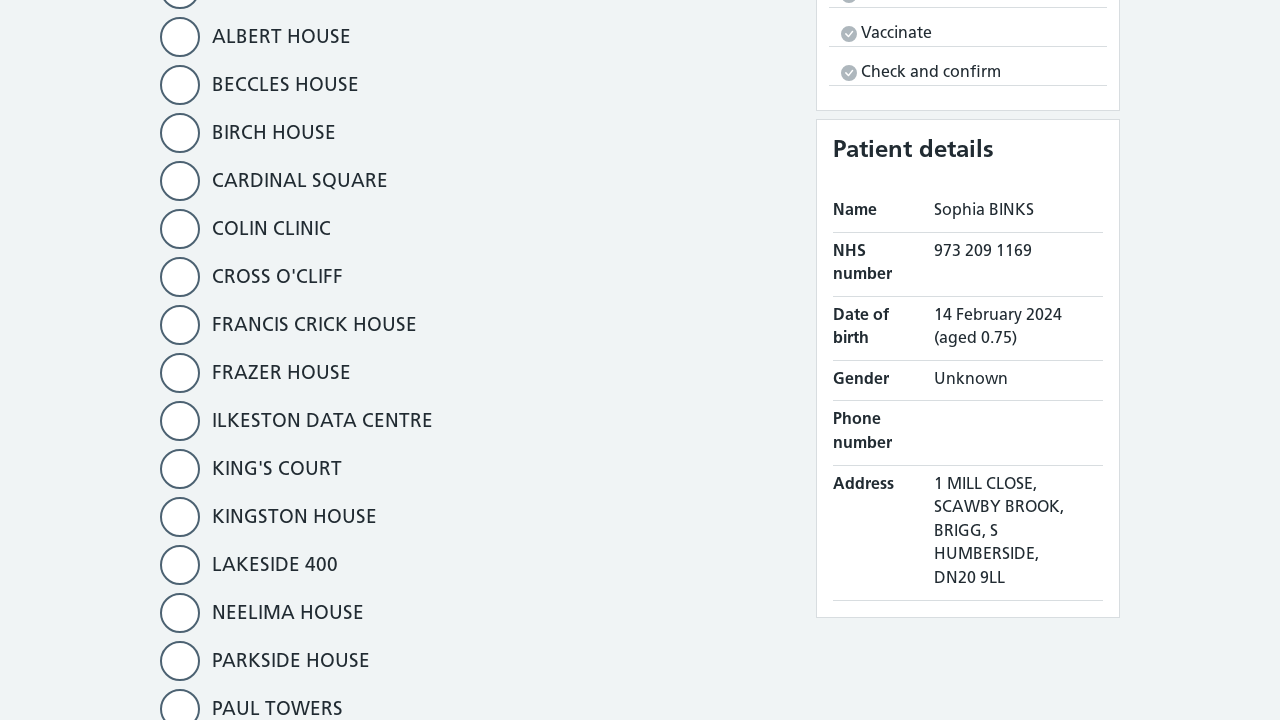 ALBERT HOUSE
BECCLES HOUSE
BIRCH HOUSE
CARDINAL SQUARE
COLIN CLINIC
CROSS O'CLIFF
FRANCIS CRICK HOUSE
FRAZER HOUSE
ILKESTON DATA CENTRE
KING'S COURT
KINGSTON HOUSE
LAKESIDE 400
NEELIMA HOUSE
PARKSIDE HOUSE
PAUL TOWERS
Vaccinate
Check and confirm
Patient details
Name Sophia BINKS
NHS number 973 209 1169
Date of birth 14 February 2024 (aged 0.75)
Gender Unknown
Phone number
Address 1 MILL CLOSE,
SCAWBY BROOK,
BRIGG, S
HUMBERSIDE,
DN20 9LL